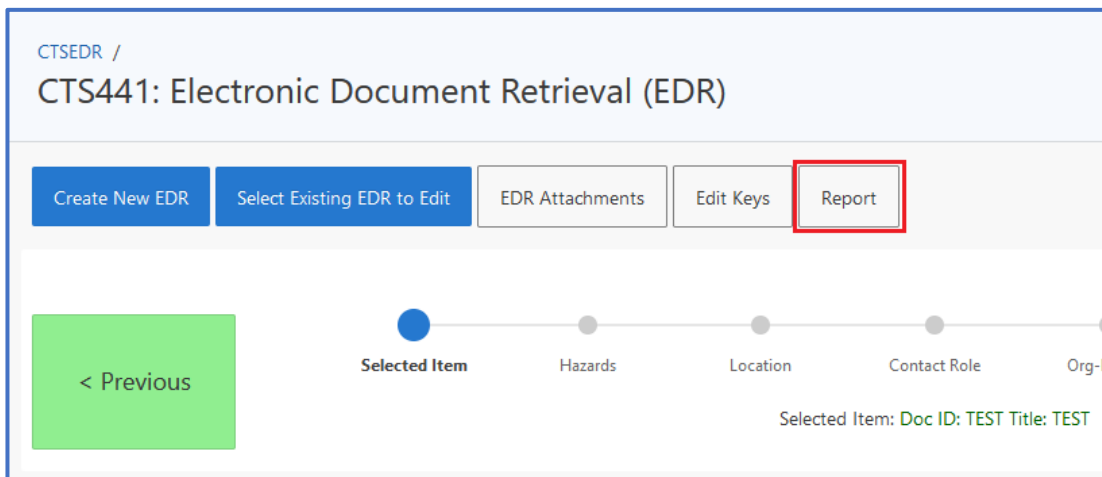 CTSEDR /
CTS441: Electronic Document Retrieval (EDR)
Create New EDR Select Existing EDR to Edit EDR Attachments Edit Keys Report
< Previous
Selected Item Hazards Location Contact Role Org-
Selected Item: Doc ID: TEST Title: TEST